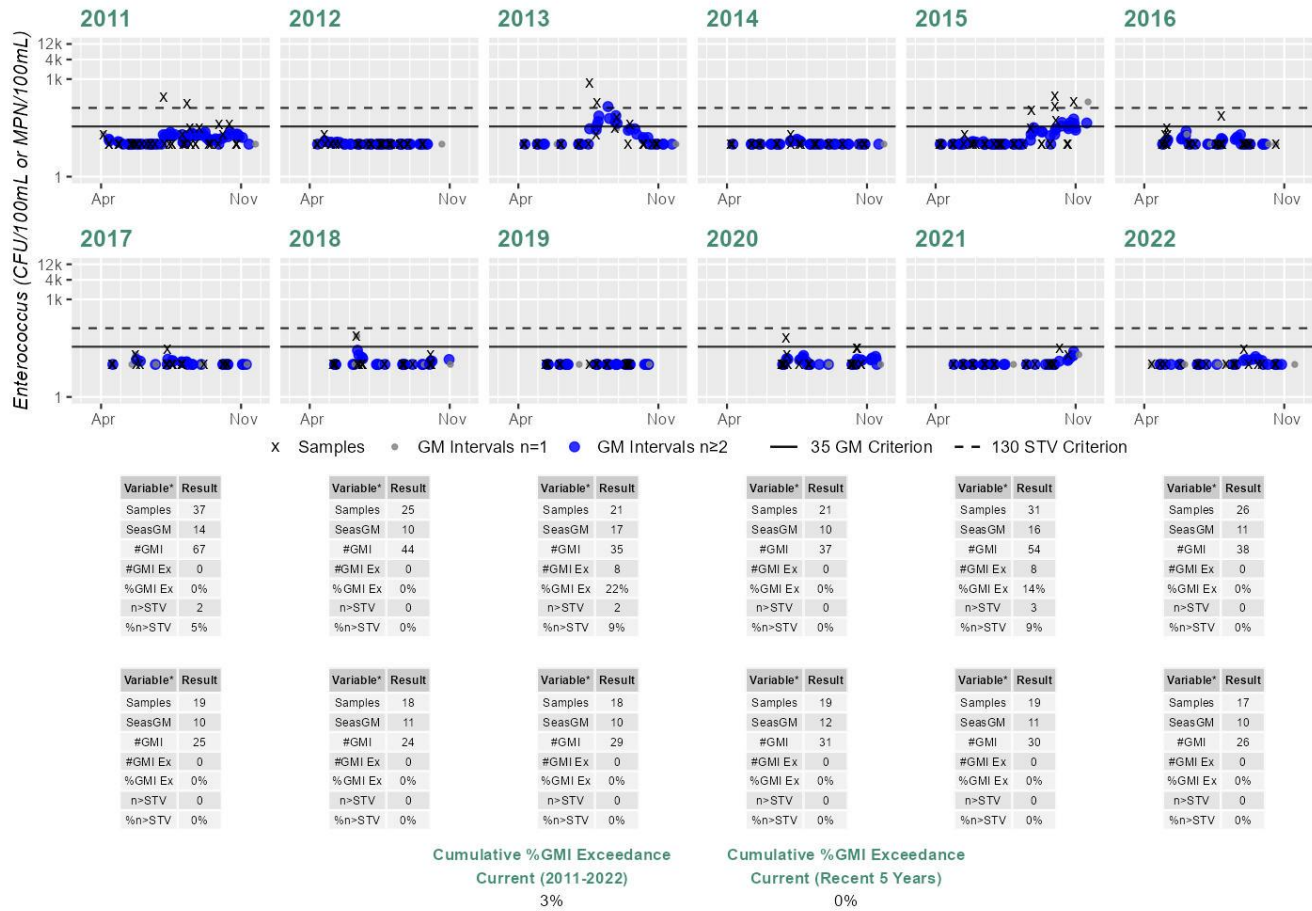 2011 2012 2013 2014 2015 2016
Enterococcus (CFU/100mL or MPN/100mL)
12k
4k
1k
1
Apr Nov Apr Nov Apr Nov Apr Nov Apr Nov Apr Nov
2017 2018 2019 2020 2021 2022
12k
4k
1k
1
Apr Nov Apr Nov Apr Nov Apr Nov Apr Nov Apr Nov
x Samples GM Intervals n=1 GM Intervals n≥2 35 GM Criterion 130 STV Criterion
Variable* Result Variable* Result Variable* Result Variable* Result Variable* Result Variable* Result
Samples 37 Samples 25 Samples 21 Samples 21 Samples 31 Samples 26
SeasGM 14 SeasGM 10 SeasGM 17 SeasGM 10 SeasGM 16 SeasGM 11
#GMI 67 #GMI 44 #GMI 35 #GMI 37 #GMI 54 #GMI 38
#GMI Ex 0 #GMI Ex 0 #GMI Ex 8 #GMI Ex 0 #GMI Ex 8 #GMI Ex 0
%GMI Ex 0% %GMI Ex 0% %GMI Ex 22% %GMI Ex 0% %GMI Ex 14% %GMI Ex 0%
n>STV 2 n>STV 0 n>STV 2 n>STV 0 n>STV 3 n>STV 0
%n>STV 5% %n>STV 0% %n>STV 9% %n>STV 0% %n>STV 9% %n>STV 0%
Variable* Result Variable* Result Variable* Result Variable* Result Variable* Result Variable* Result
Samples 19 Samples 18 Samples 18 Samples 19 Samples 19 Samples 17
SeasGM 10 SeasGM 11 SeasGM 10 SeasGM 12 SeasGM 11 SeasGM 10
#GMI 25 #GMI 24 #GMI 29 #GMI 31 #GMI 30 #GMI 26
#GMI Ex 0 #GMI Ex 0 #GMI Ex 0 #GMI Ex 0 #GMI Ex 0 #GMI Ex 0
%GMI Ex 0% %GMI Ex 0% %GMI Ex 0% %GMI Ex 0% %GMI Ex 0% %GMI Ex 0%
n>STV 0 n>STV 0 n>STV 0 n>STV 0 n>STV 0 n>STV 0
%n>STV 0% %n>STV 0% %n>STV 0% %n>STV 0% %n>STV 0% %n>STV 0%
Cumulative %GMI Exceedance Cumulative %GMI Exceedance
Current (2011-2022) Current (Recent 5 Years)
3% 0%